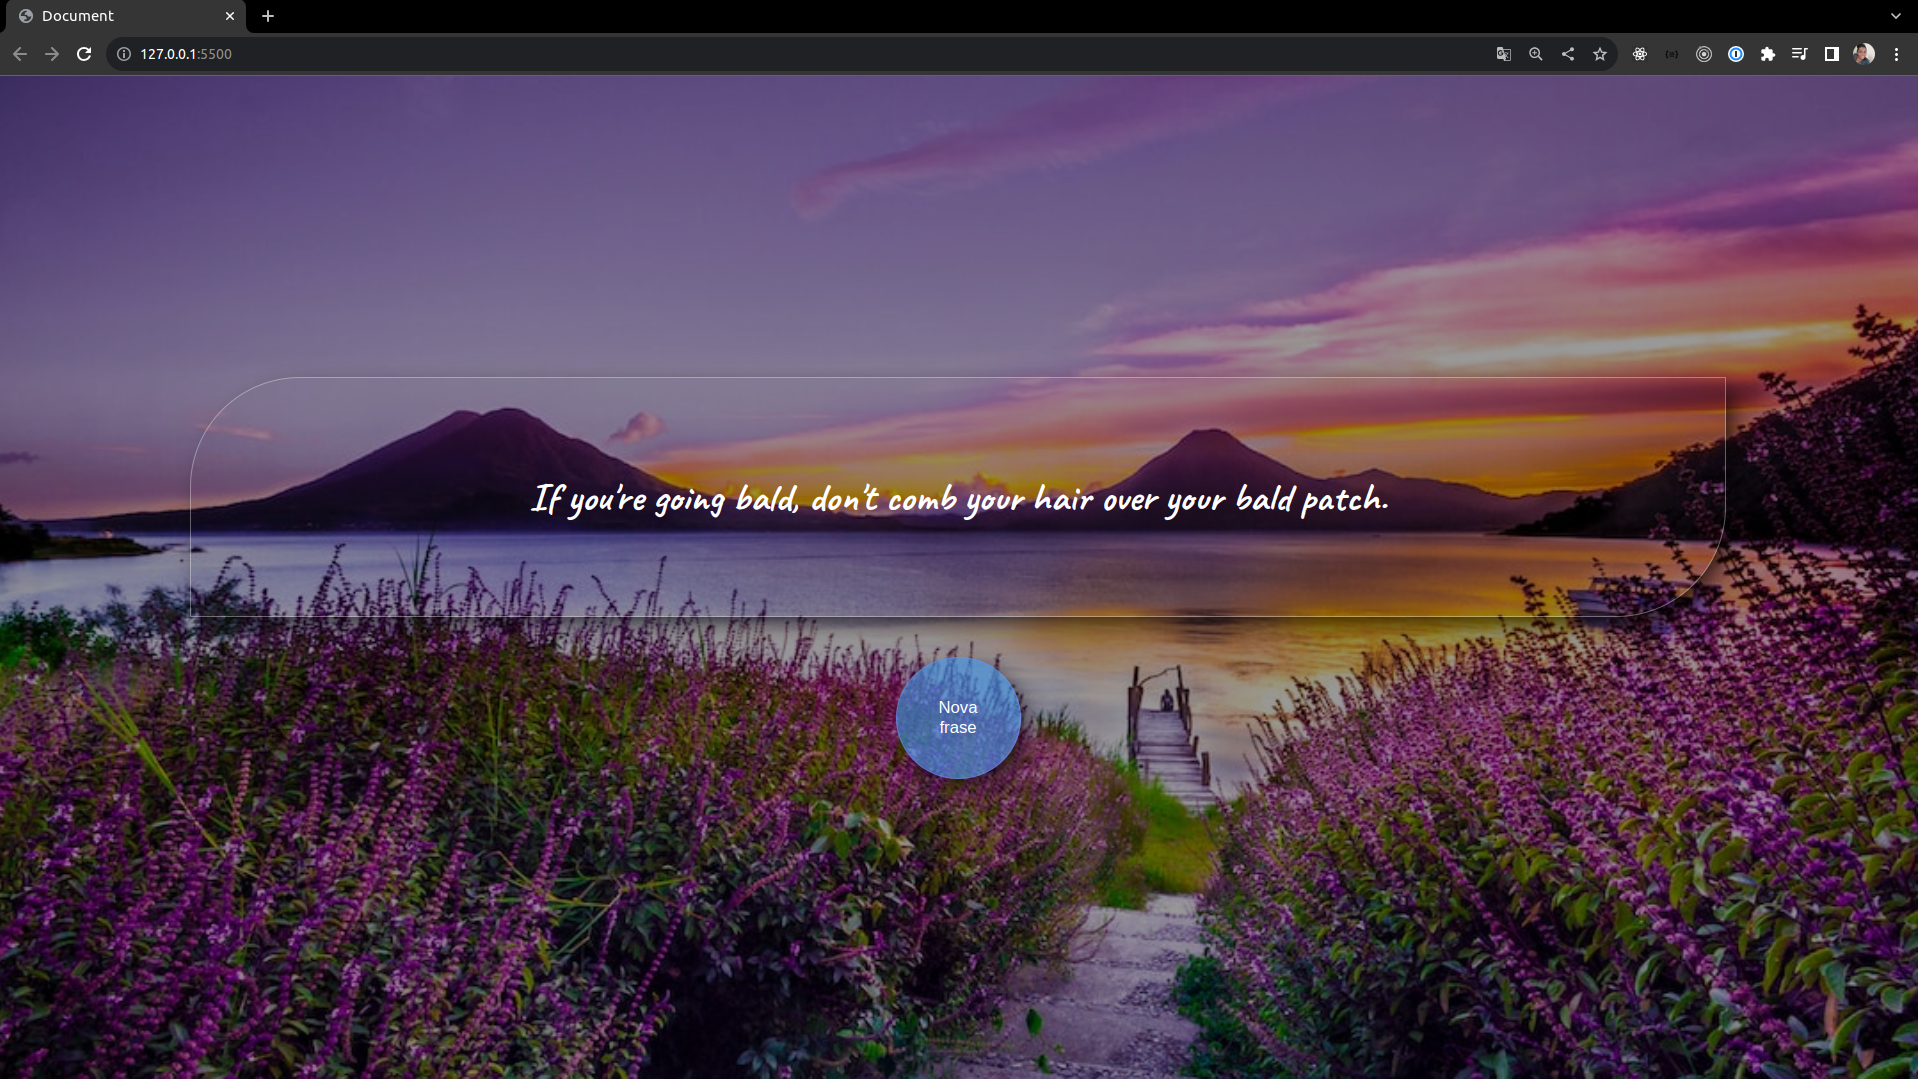 Document
127.0.0.1:5500
If you're going bald, don't comb your hair over your bald patch.
Nova
frase